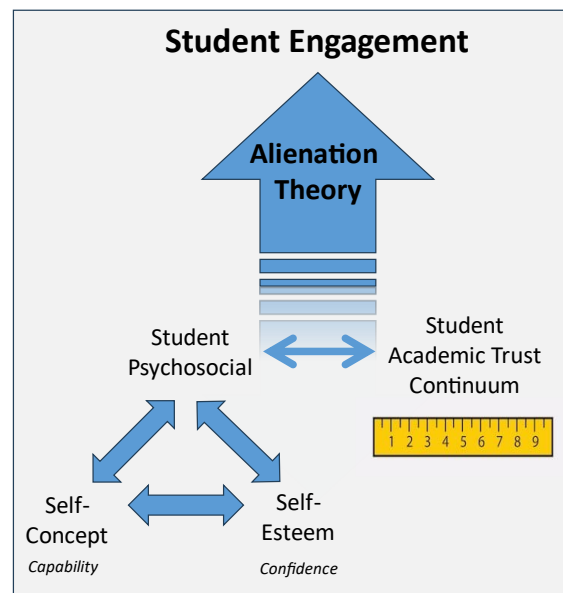 Student Engagement
Alienation
Theory
Student
Psychosocial
Student
Academic Trust
Continuum
1 2 3 4 5 6 7 8 9
Self-
Concept
Capability
Self-
Esteem
Confidence